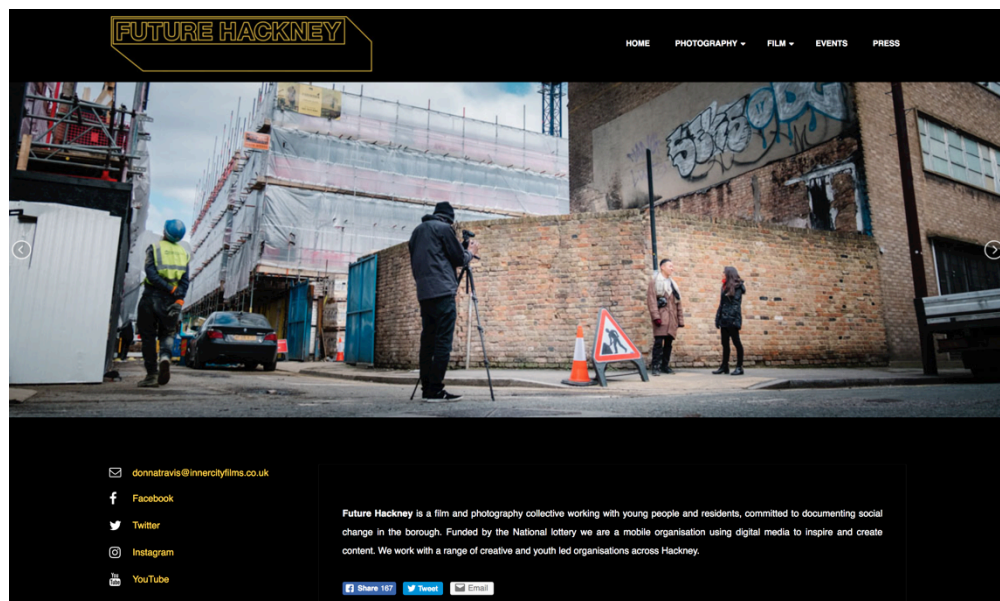 FUTURE HACKNEY
HOME PHOTOGRAPHY FILM EVENTS PRESS
donnatravis@innercityfilms.co.uk
Facebook
Twitter
Instagram
YouTube
Future Hackney is a film and photography collective working with young people and residents, committed to documenting social
change in the borough. Funded by the National lottery we are a mobile organisation using digital media to inspire and create
content. We work with a range of creative and youth led organisations across Hackney.
Share 167 Tweet Email